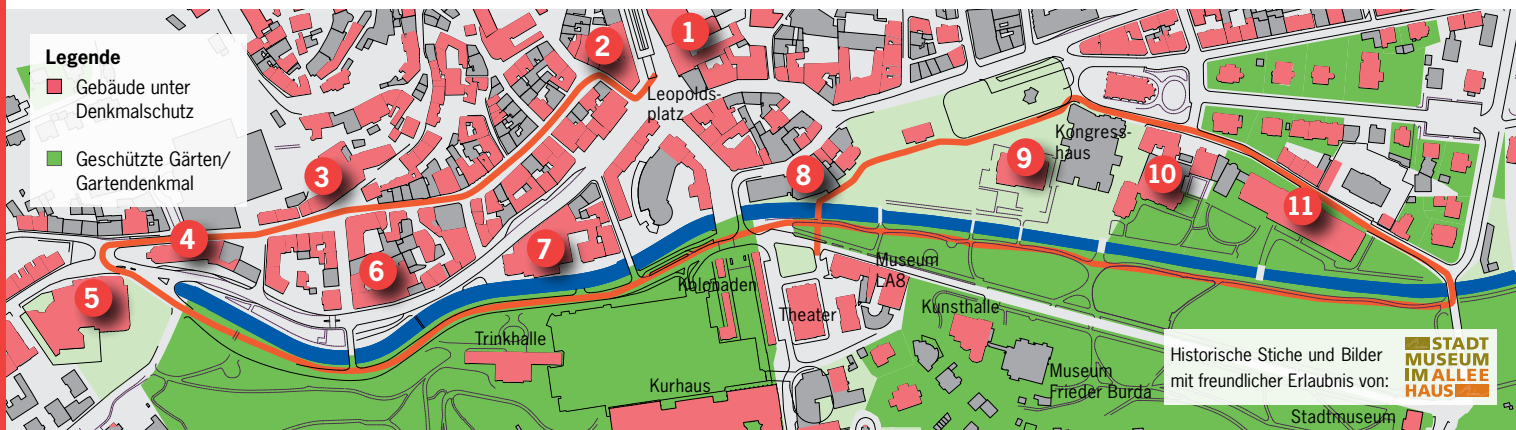 Legende
Gebäude unter
Denkmalschutz
Geschützte Gärten/
Gartendenkmal
1
2
Leopolds-
platz
3
4
5
6
7
8
9
Kongress-
haus
10
11
Kolonaden
Museum
LA8
Trinkhalle
Theater
Kunsthalle
Kurhaus
Museum
Frieder Burda
Historische Stiche und Bilder
mit freundlicher Erlaubnis von:
STADT
MUSEUM
IM ALLEE
HAUS
Stadtmuseum